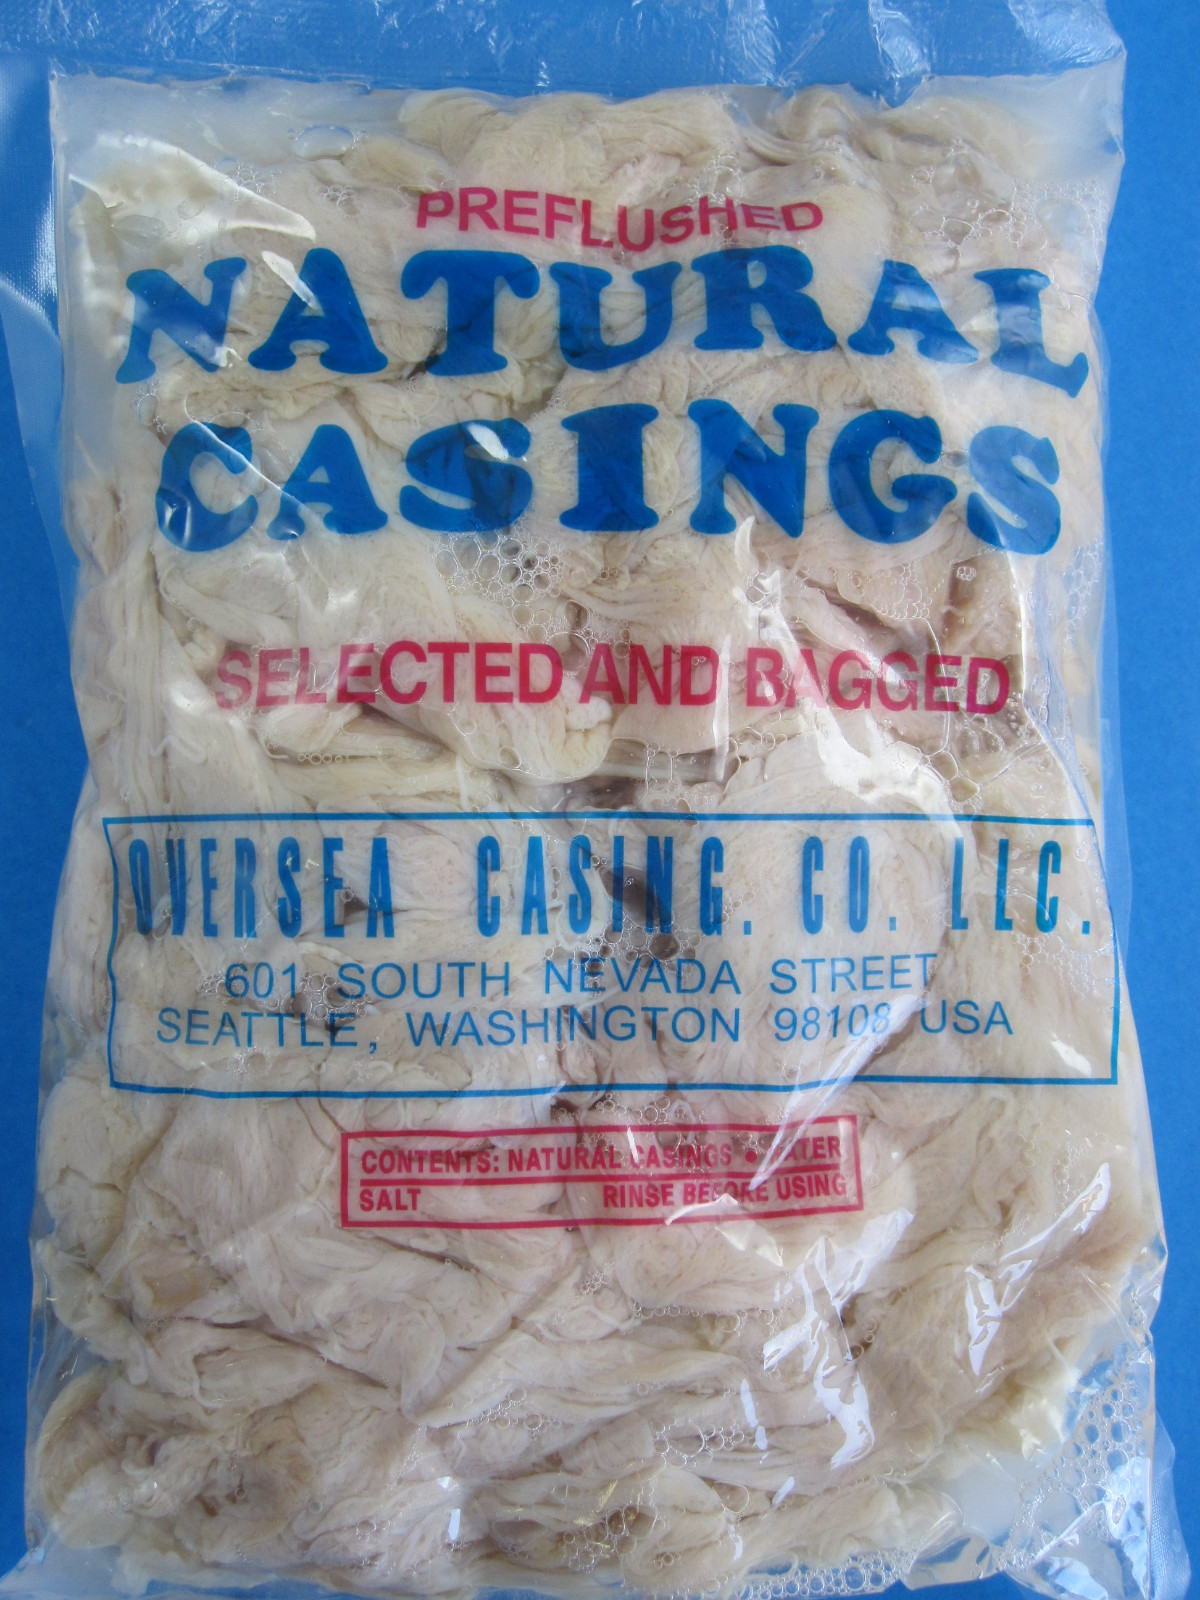 PREFLUSHED
NATURAL
CASINGS
SELECTED AND BAGGED
OVERSEA CASING. CO. LLC.
601 SOUTH NEVADA STREET
SEATTLE, WASHINGTON 98108 USA
CONTENTS: NATURAL CASINGS • WATER
SALT RINSE BEFORE USING